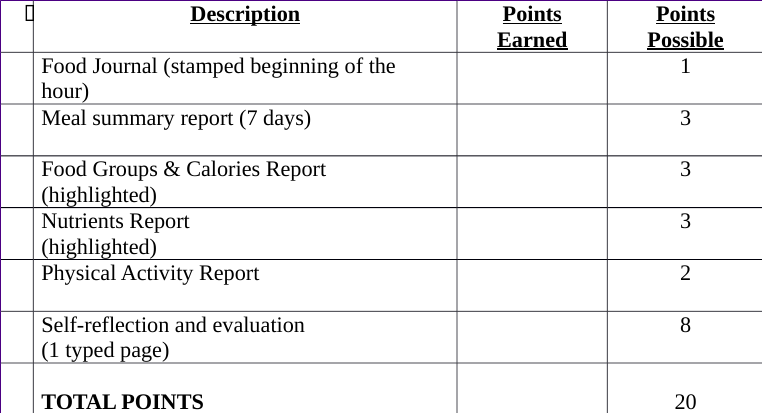 Description Points Points
Earned Possible
Food Journal (stamped beginning of the 1
hour)
Meal summary report (7 days) 3
Food Groups & Calories Report 3
(highlighted)
Nutrients Report 3
(highlighted)
Physical Activity Report 2
Self-reflection and evaluation 8
(1 typed page)
TOTAL POINTS 20